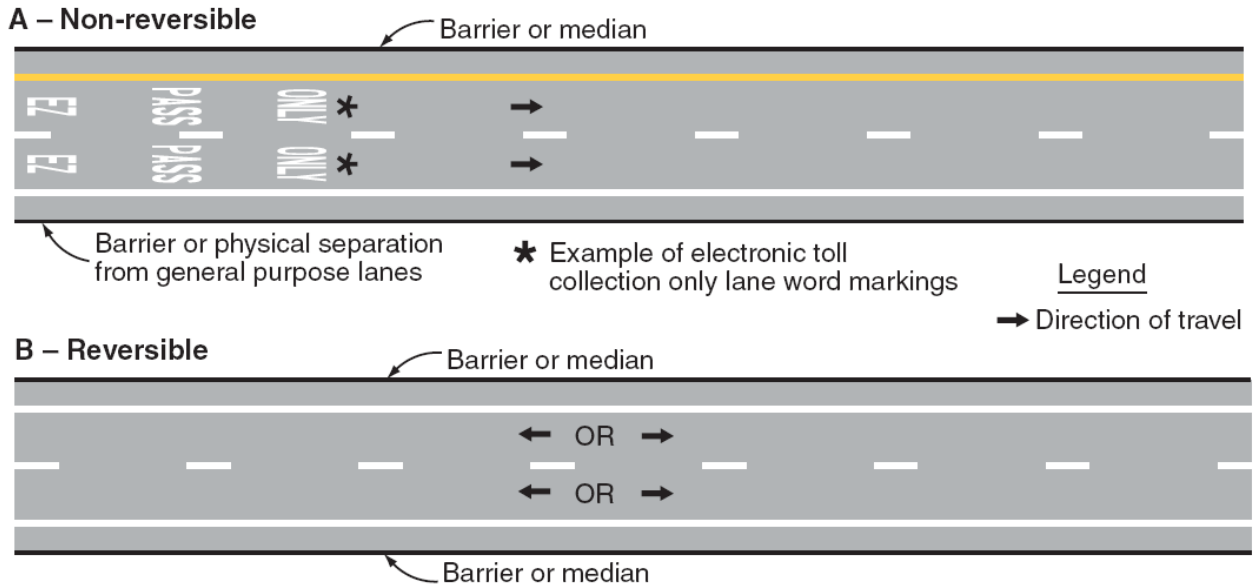 A – Non-reversible
Barrier or median
EZ PASS ONLY *
EZ PASS ONLY *
Barrier or physical separation
from general purpose lanes
* Example of electronic toll
collection only lane word markings
Legend
Direction of travel
B – Reversible
Barrier or median
OR
OR
Barrier or median